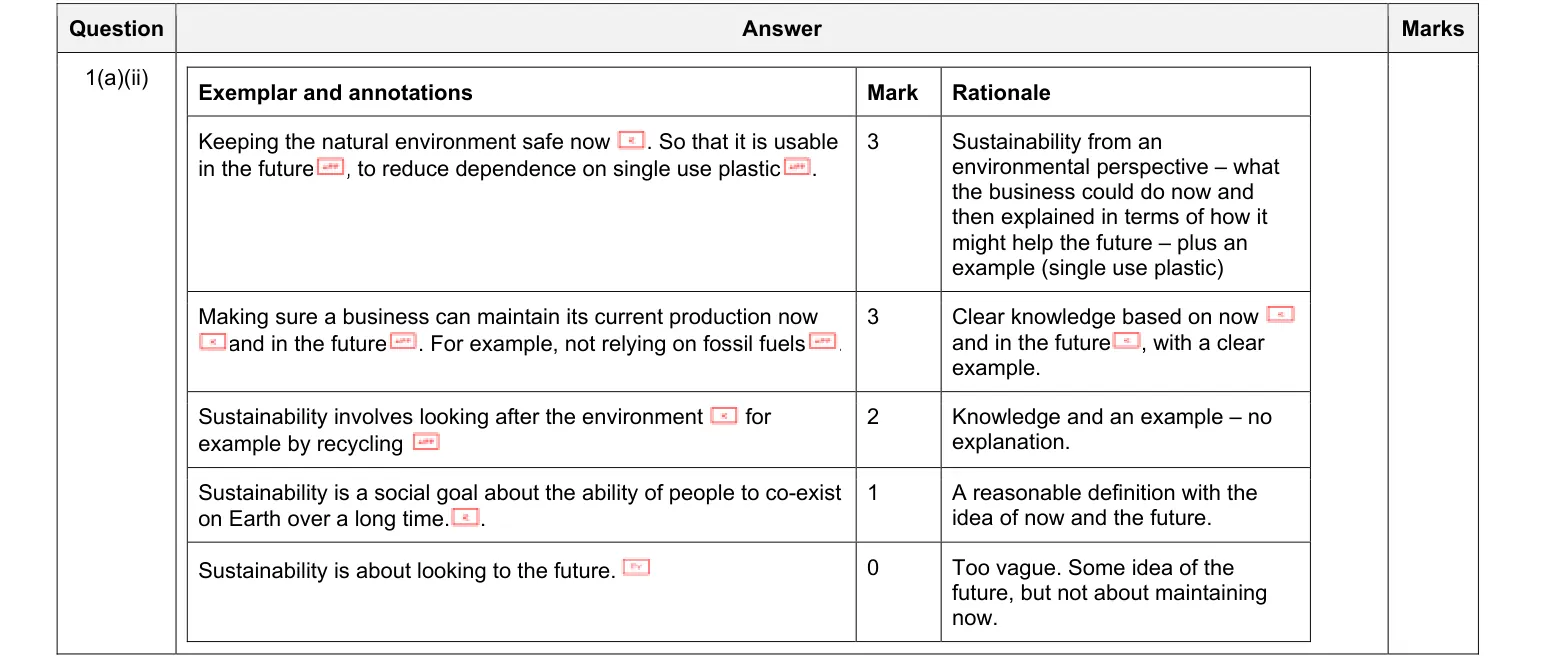 Question Answer Marks
1(a)(ii)
Exemplar and annotations Mark Rationale
Keeping the natural environment safe now K . So that it is usable
in the future APP , to reduce dependence on single use plastic APP .
3
Sustainability from an
environmental perspective – what
the business could do now and
then explained in terms of how it
might help the future – plus an
example (single use plastic)
Making sure a business can maintain its current production now
K and in the future APP . For example, not relying on fossil fuels APP .
3
Clear knowledge based on now K
and in the future K , with a clear
example.
Sustainability involves looking after the environment K for
example by recycling APP
2
Knowledge and an example – no
explanation.
Sustainability is a social goal about the ability of people to co-exist
on Earth over a long time. K .
1
A reasonable definition with the
idea of now and the future.
Sustainability is about looking to the future.
0
Too vague. Some idea of the
future, but not about maintaining
now.